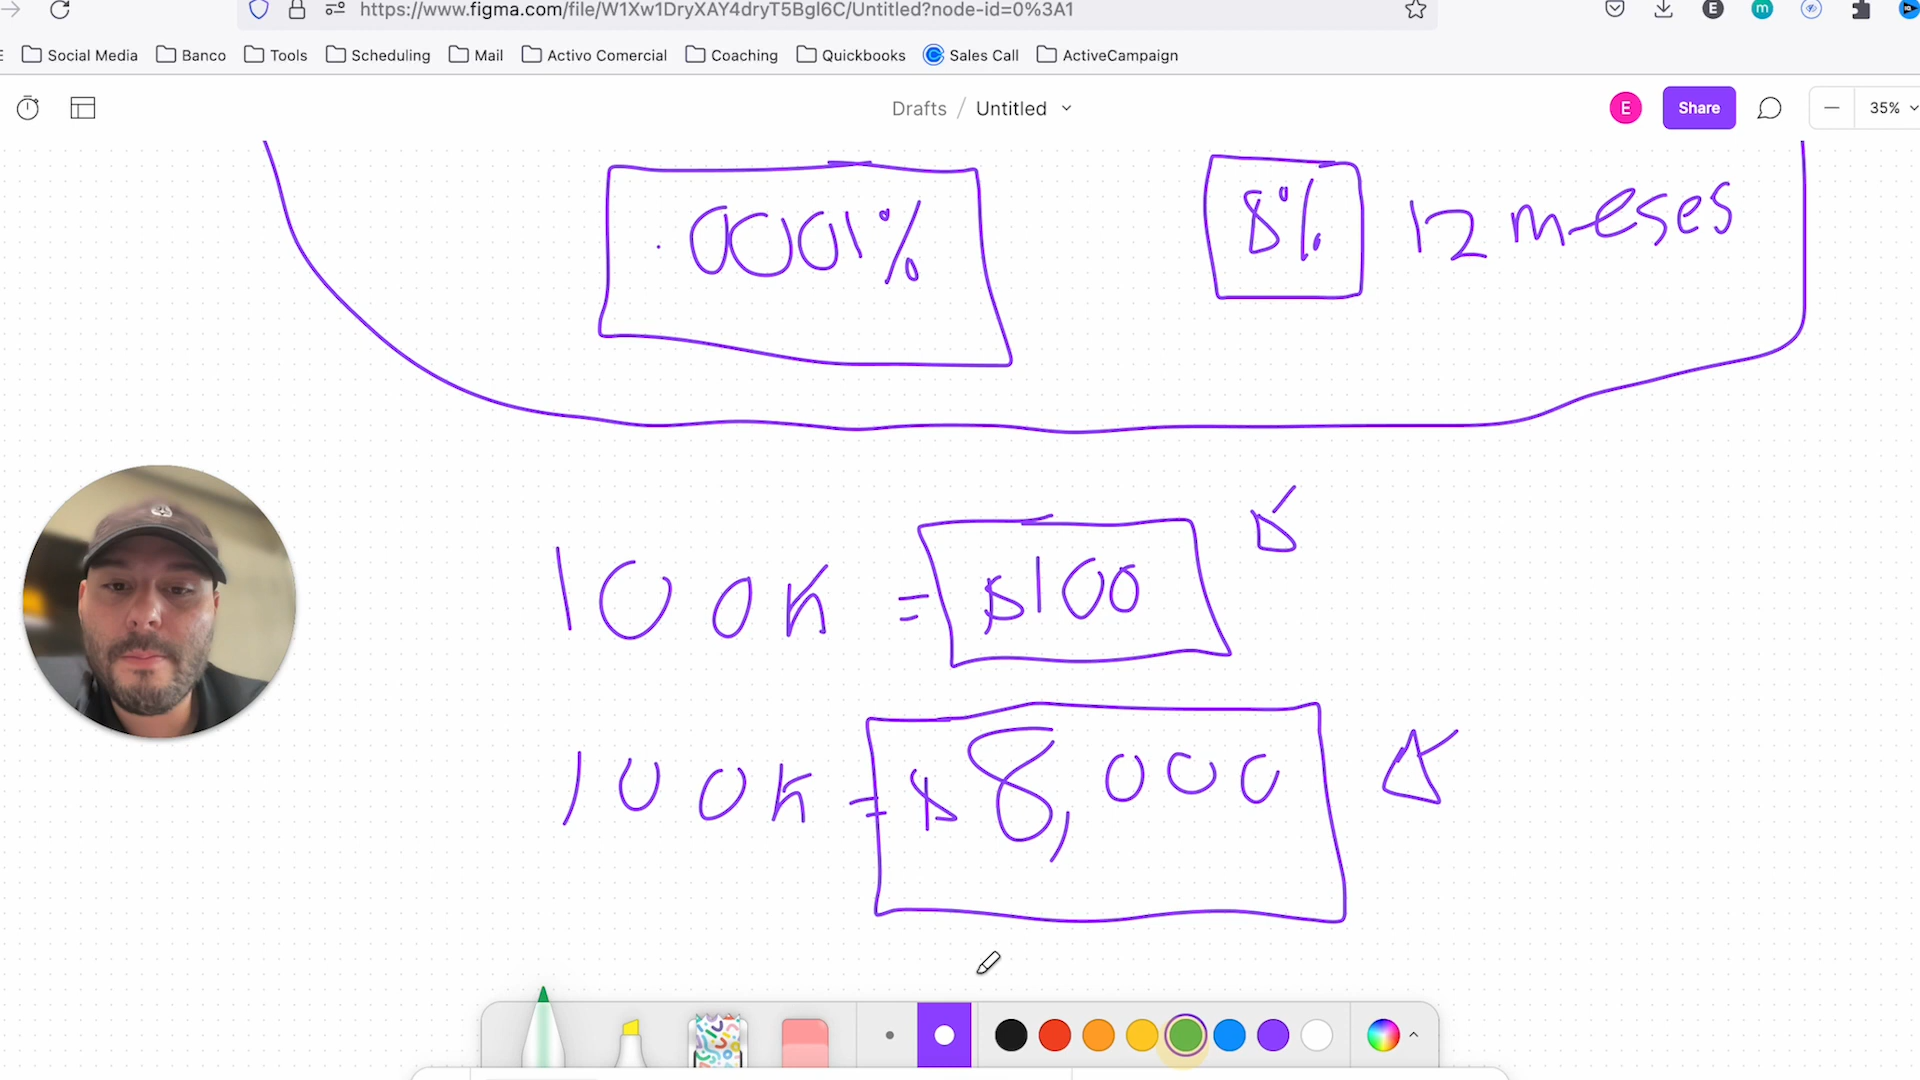 https://www.figma.com/file/W1Xw1DryXAY4dryT5Bgl6C/Untitled?node-id=0%3A1
E
m
Social Media
Banco
Tools
Scheduling
Mail
Activo Comercial
Coaching
Quickbooks
Sales Call
ActiveCampaign
Drafts / Untitled
E
Share
35%
.0001%
8%
12 meses
100K = $100
100K = $8,000